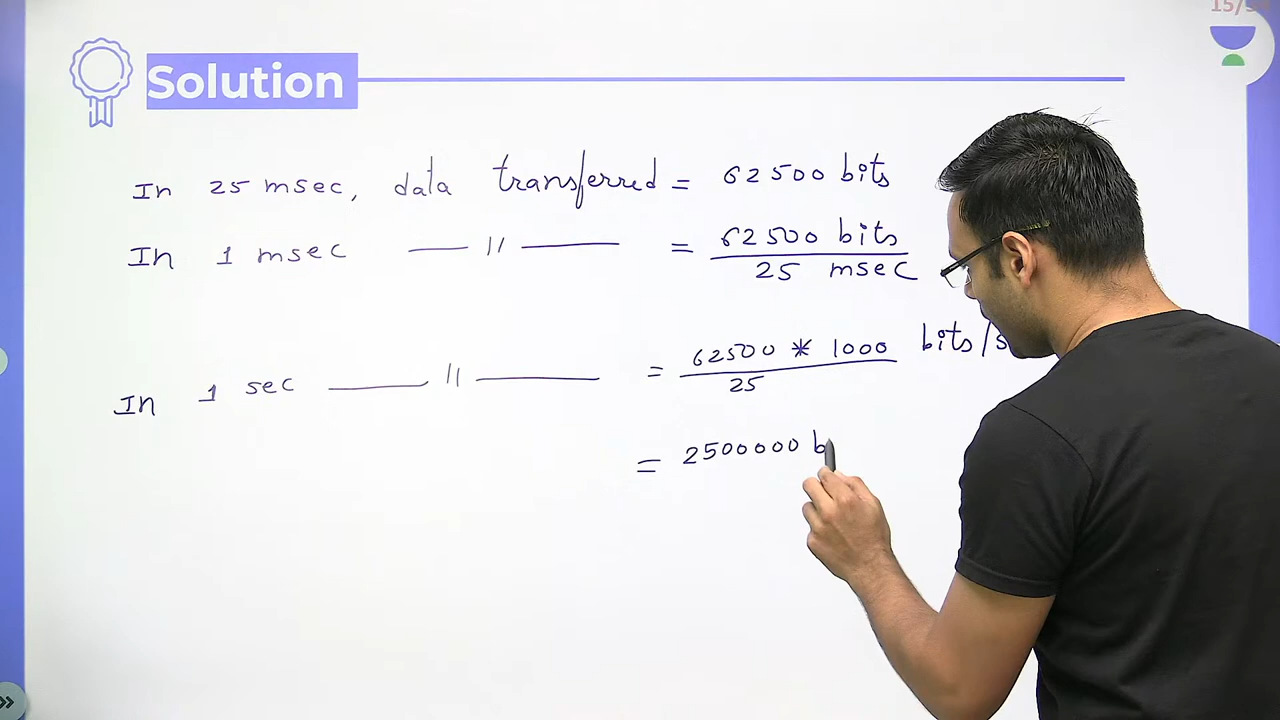 15/
Solution
In 25 msec, data transferred = 62500 bits
In 1 msec —— 〃 —— = 62500 bits / 25 msec
In 1 sec —— 〃 —— = 62500 * 1000 / 25 bits/s
= 2500000 b
»